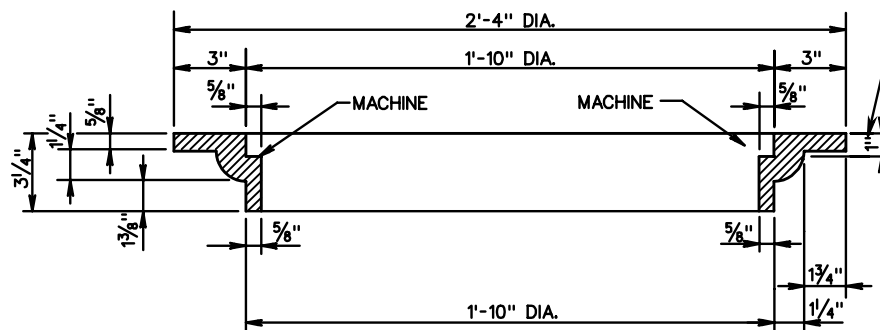 2'-4" DIA.
3"
1'-10" DIA.
3"
5/8"
MACHINE
MACHINE
5/8"
3 1/4"
1 1/4"
5/8"
1 3/8"
1"
5/8"
5/8"
1 3/4"
1'-10" DIA.
1 1/4"